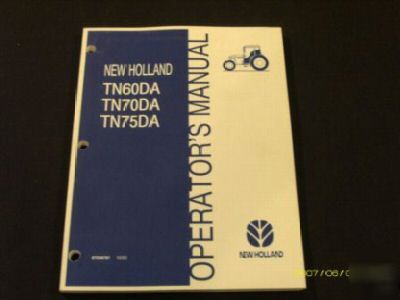 NEW HOLLAND
TN60DA
TN70DA
TN75DA
OPERATOR'S MANUAL
NEW HOLLAND